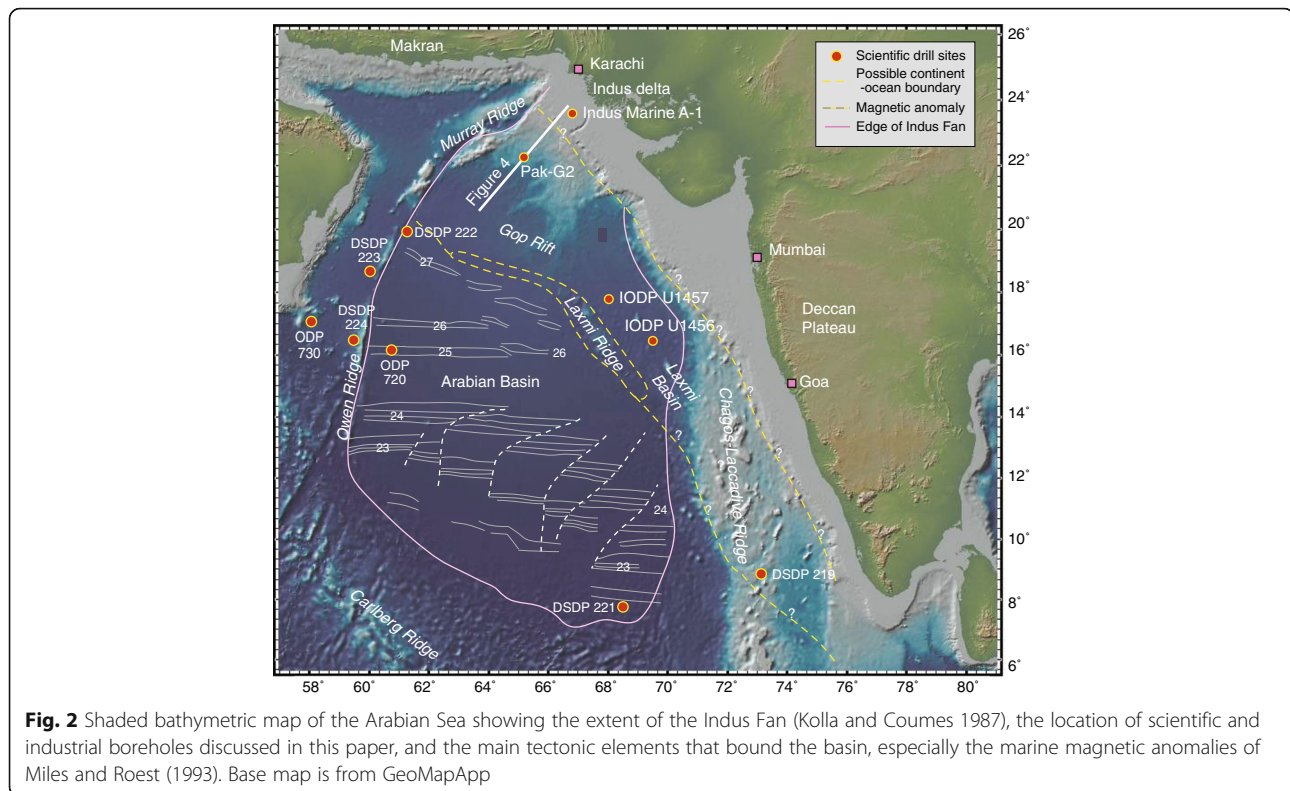 Makran
Karachi
Indus delta
Indus Marine A-1
Murray Ridge
Pak-G2
Figure 4
DSDP 222
Gop Rift
DSDP
223
27
IODP U1457
IODP U1456
Mumbai
Deccan
Plateau
DSDP
224
ODP
730
26
25
26
ODP
720
Laxmi Ridge
Laxmi
Basin
Goa
Owen Ridge
Arabian Basin
24
23
Chagos-Laccadive Ridge
24
23
DSDP 219
DSDP 221
Carlberg Ridge
?
?
?
?
?
?
?
?
?
?
?
Scientific drill sites
Possible continent
-ocean boundary
Magnetic anomaly
Edge of Indus Fan
26°
24°
22°
20°
18°
16°
14°
12°
10°
8°
6°
58° 60° 62° 64° 66° 68° 70° 72° 74° 76° 78° 80°
Fig. 2 Shaded bathymetric map of the Arabian Sea showing the extent of the Indus Fan (Kolla and Coumes 1987), the location of scientific and
industrial boreholes discussed in this paper, and the main tectonic elements that bound the basin, especially the marine magnetic anomalies of
Miles and Roest (1993). Base map is from GeoMapApp